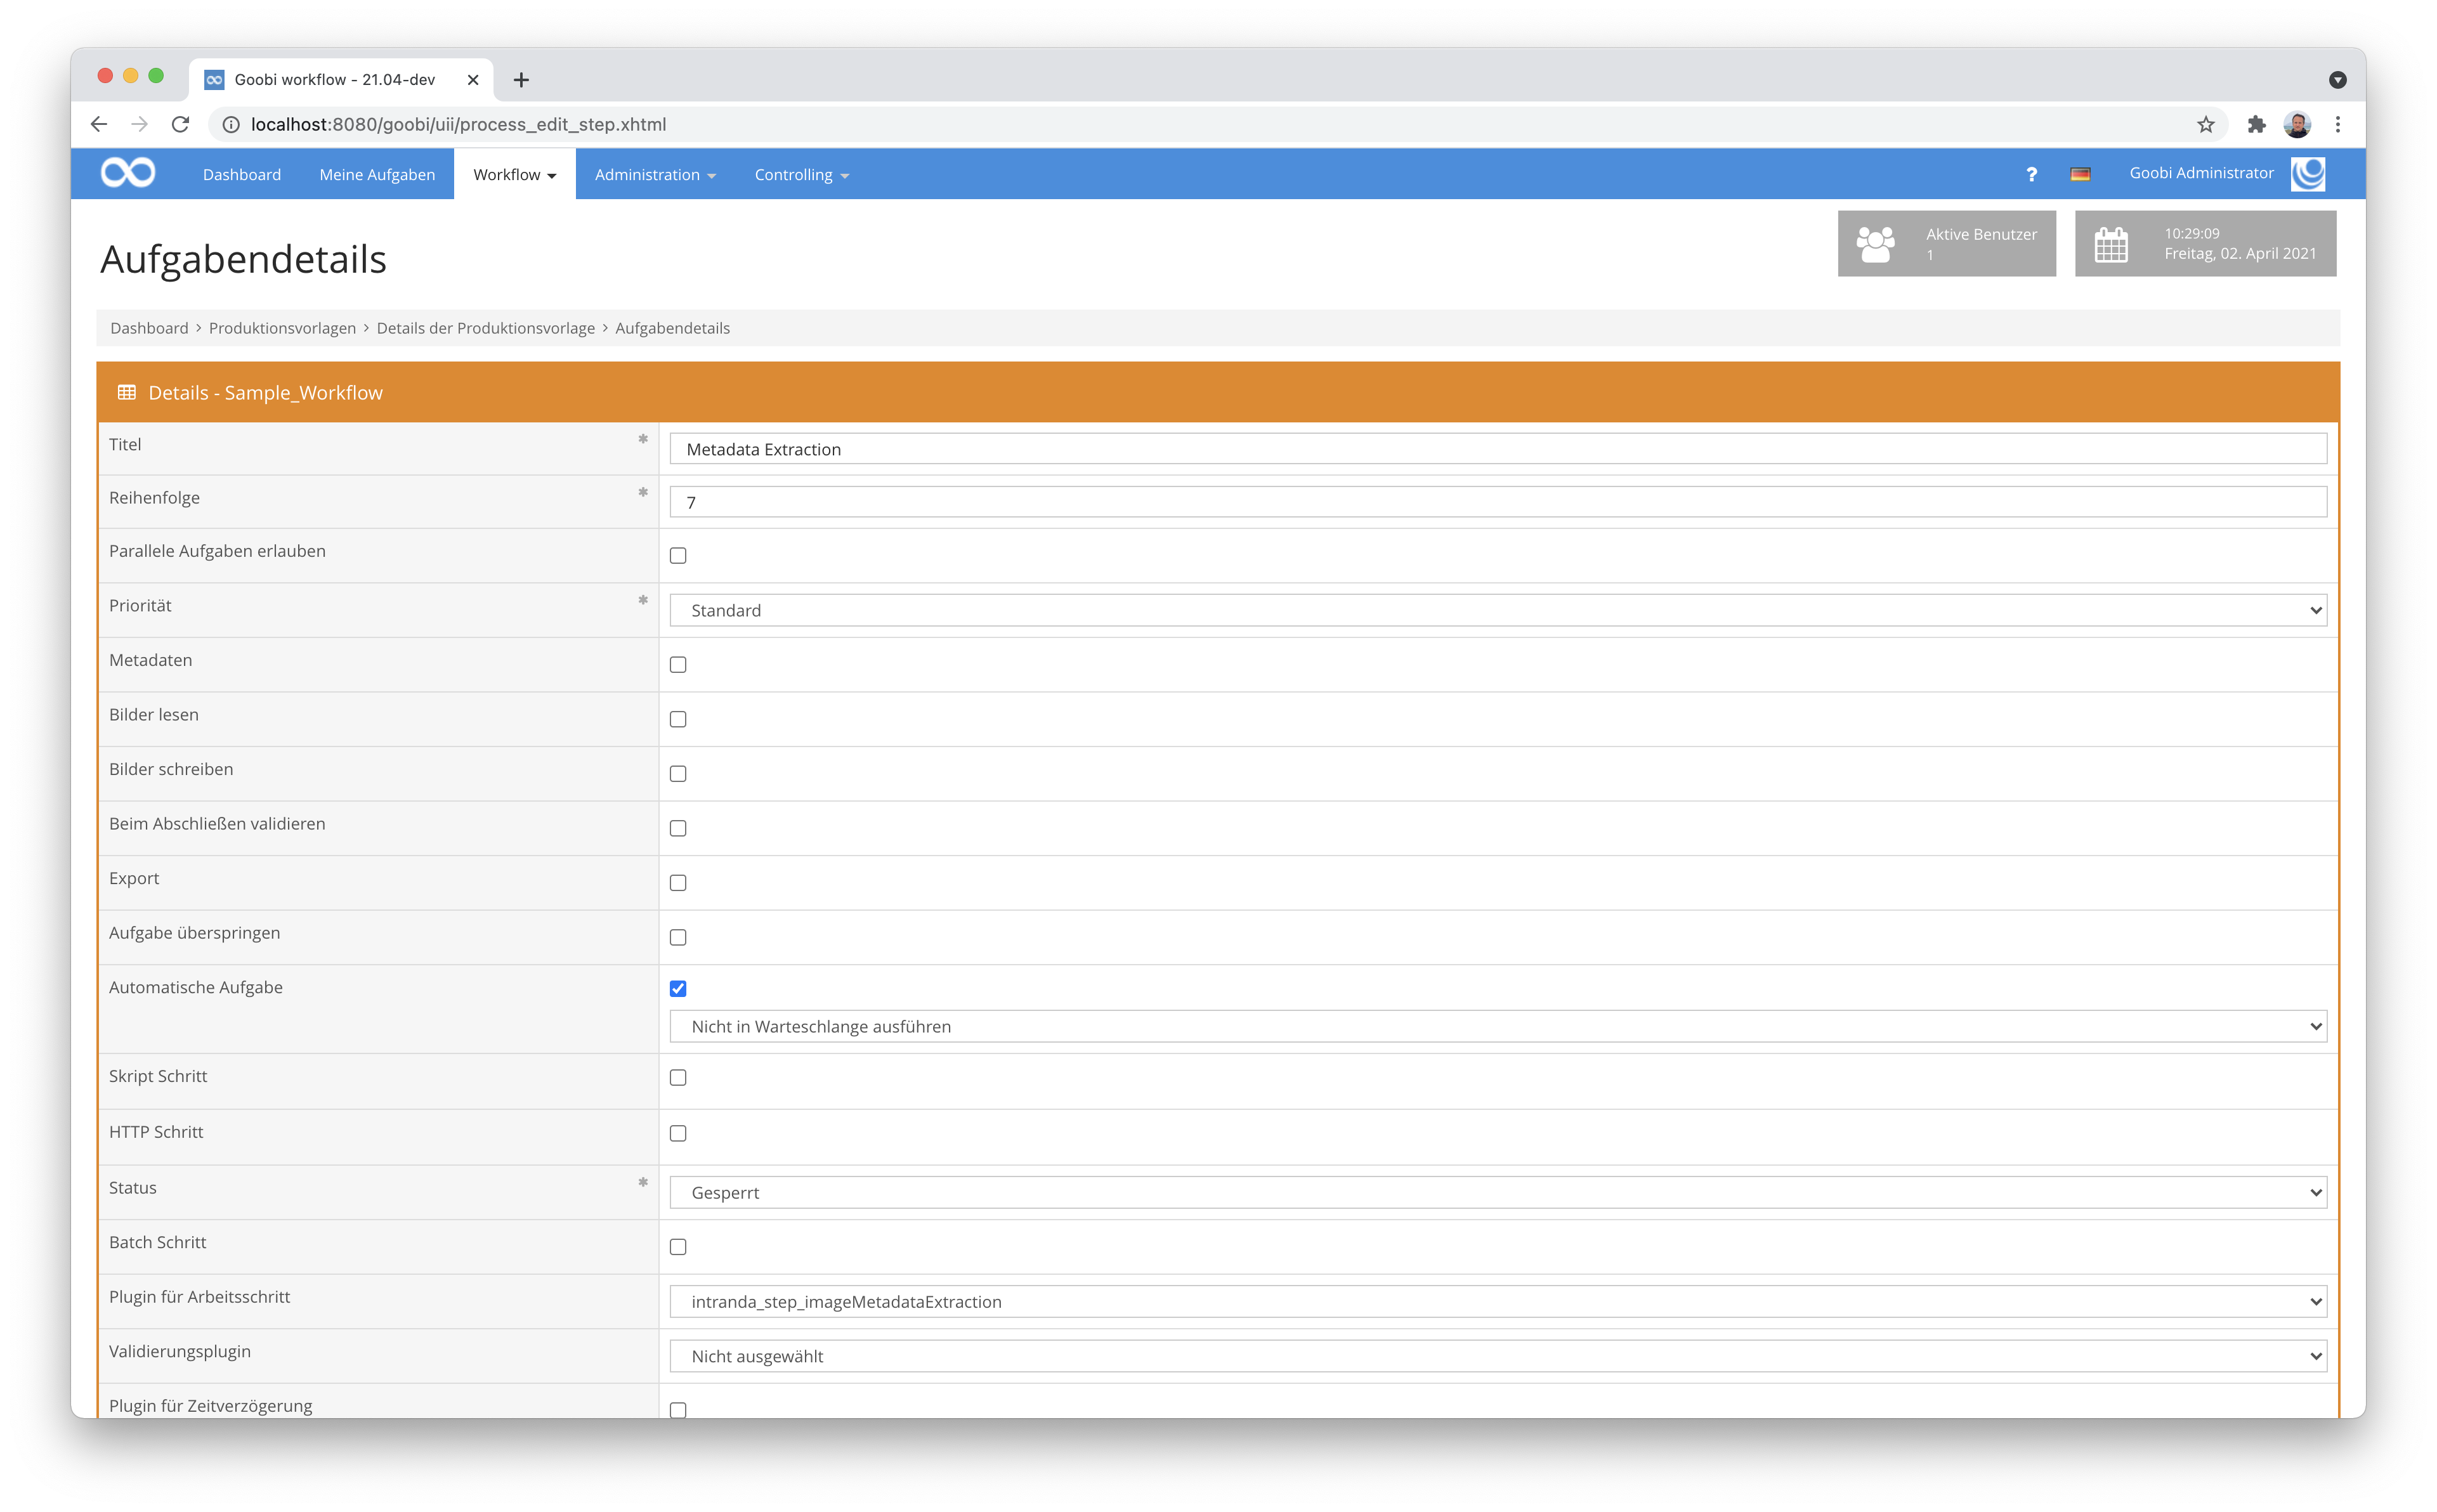 Goobi workflow - 21.04-dev
localhost:8080/goobi/uii/process_edit_step.xhtml
Dashboard Meine Aufgaben Workflow Administration Controlling ? Goobi Administrator
Aufgabendetails
Aktive Benutzer
1
10:29:09
Freitag, 02. April 2021
Dashboard > Produktionsvorlagen > Details der Produktionsvorlage > Aufgabendetails
Details - Sample_Workflow
Titel * Metadata Extraction
Reihenfolge * 7
Parallele Aufgaben erlauben
Priorität * Standard
Metadaten
Bilder lesen
Bilder schreiben
Beim Abschließen validieren
Export
Aufgabe überspringen
Automatische Aufgabe
Nicht in Warteschlange ausführen
Skript Schritt
HTTP Schritt
Status * Gesperrt
Batch Schritt
Plugin für Arbeitsschritt intranda_step_imageMetadataExtraction
Validierungsplugin Nicht ausgewählt
Plugin für Zeitverzögerung